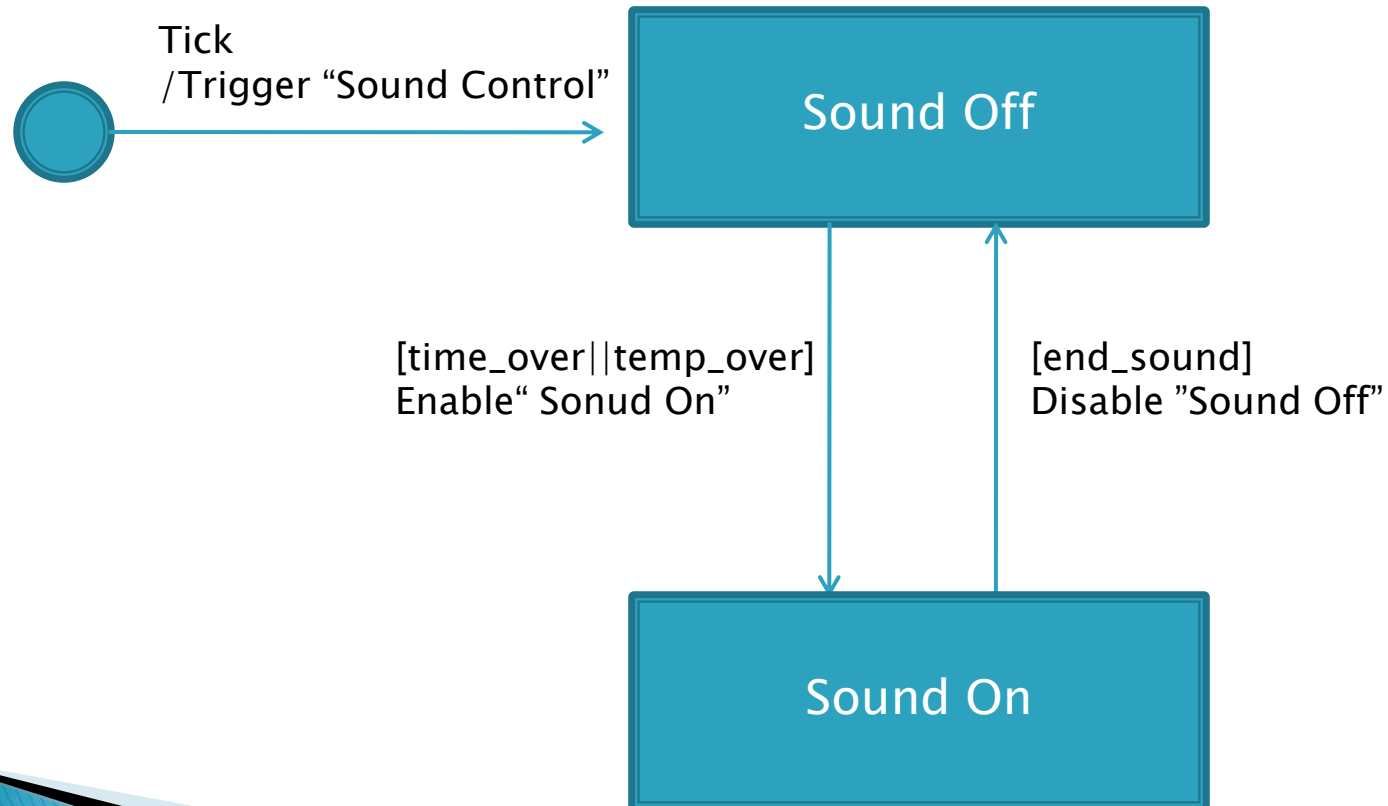 Tick
/Trigger “Sound Control”
Sound Off
[time_over||temp_over]
Enable“ Sonud On”
[end_sound]
Disable ”Sound Off”
Sound On